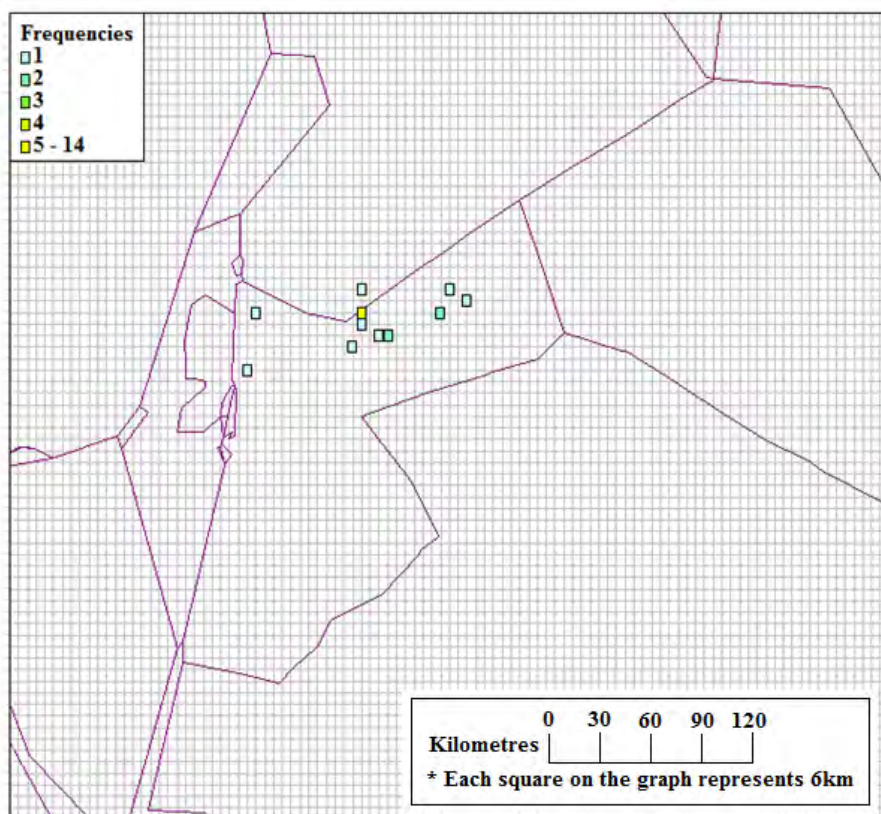 Frequencies
1
2
3
4
5 - 14
0 30 60 90 120
Kilometres
* Each square on the graph represents 6km